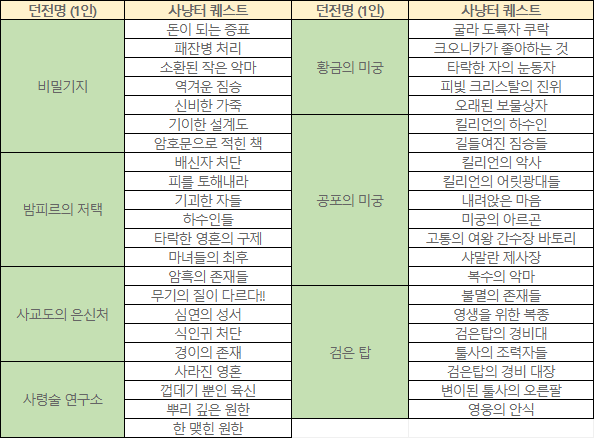 던전명 (1인) 사냥터 퀘스트 던전명 (1인) 사냥터 퀘스트
비밀기지
돈이 되는 증표
패잔병 처리
소환된 작은 악마
역겨운 짐승
신비한 가죽
기이한 설계도
암호문으로 적힌 책
밤피르의 저택
배신자 처단
피를 토해내라
기괴한 자들
하수인들
타락한 영혼의 구제
마녀들의 최후
사교도의 은신처
암흑의 존재들
무기의 질이 다르다!!
심연의 성서
식인귀 처단
경이의 존재
사령술 연구소
사라진 영혼
껍데기 뿐인 육신
뿌리 깊은 원한
한 맺힌 원한
황금의 미궁
굴라 도륙자 쿠락
크오니카가 좋아하는 것
타락한 자의 눈동자
피빛 크리스탈의 진위
오래된 보물상자
공포의 미궁
킬리언의 하수인
길들여진 짐승들
킬리언의 악사
킬리언의 어릿광대들
내려앉은 마음
미궁의 아르곤
고통의 여왕 간수장 바토리
샤말란 제사장
복수의 악마
검은 탑
불멸의 존재들
영생을 위한 복종
검은탑의 경비대
툴사의 조력자들
검은탑의 경비 대장
변이된 툴사의 오른팔
영웅의 안식